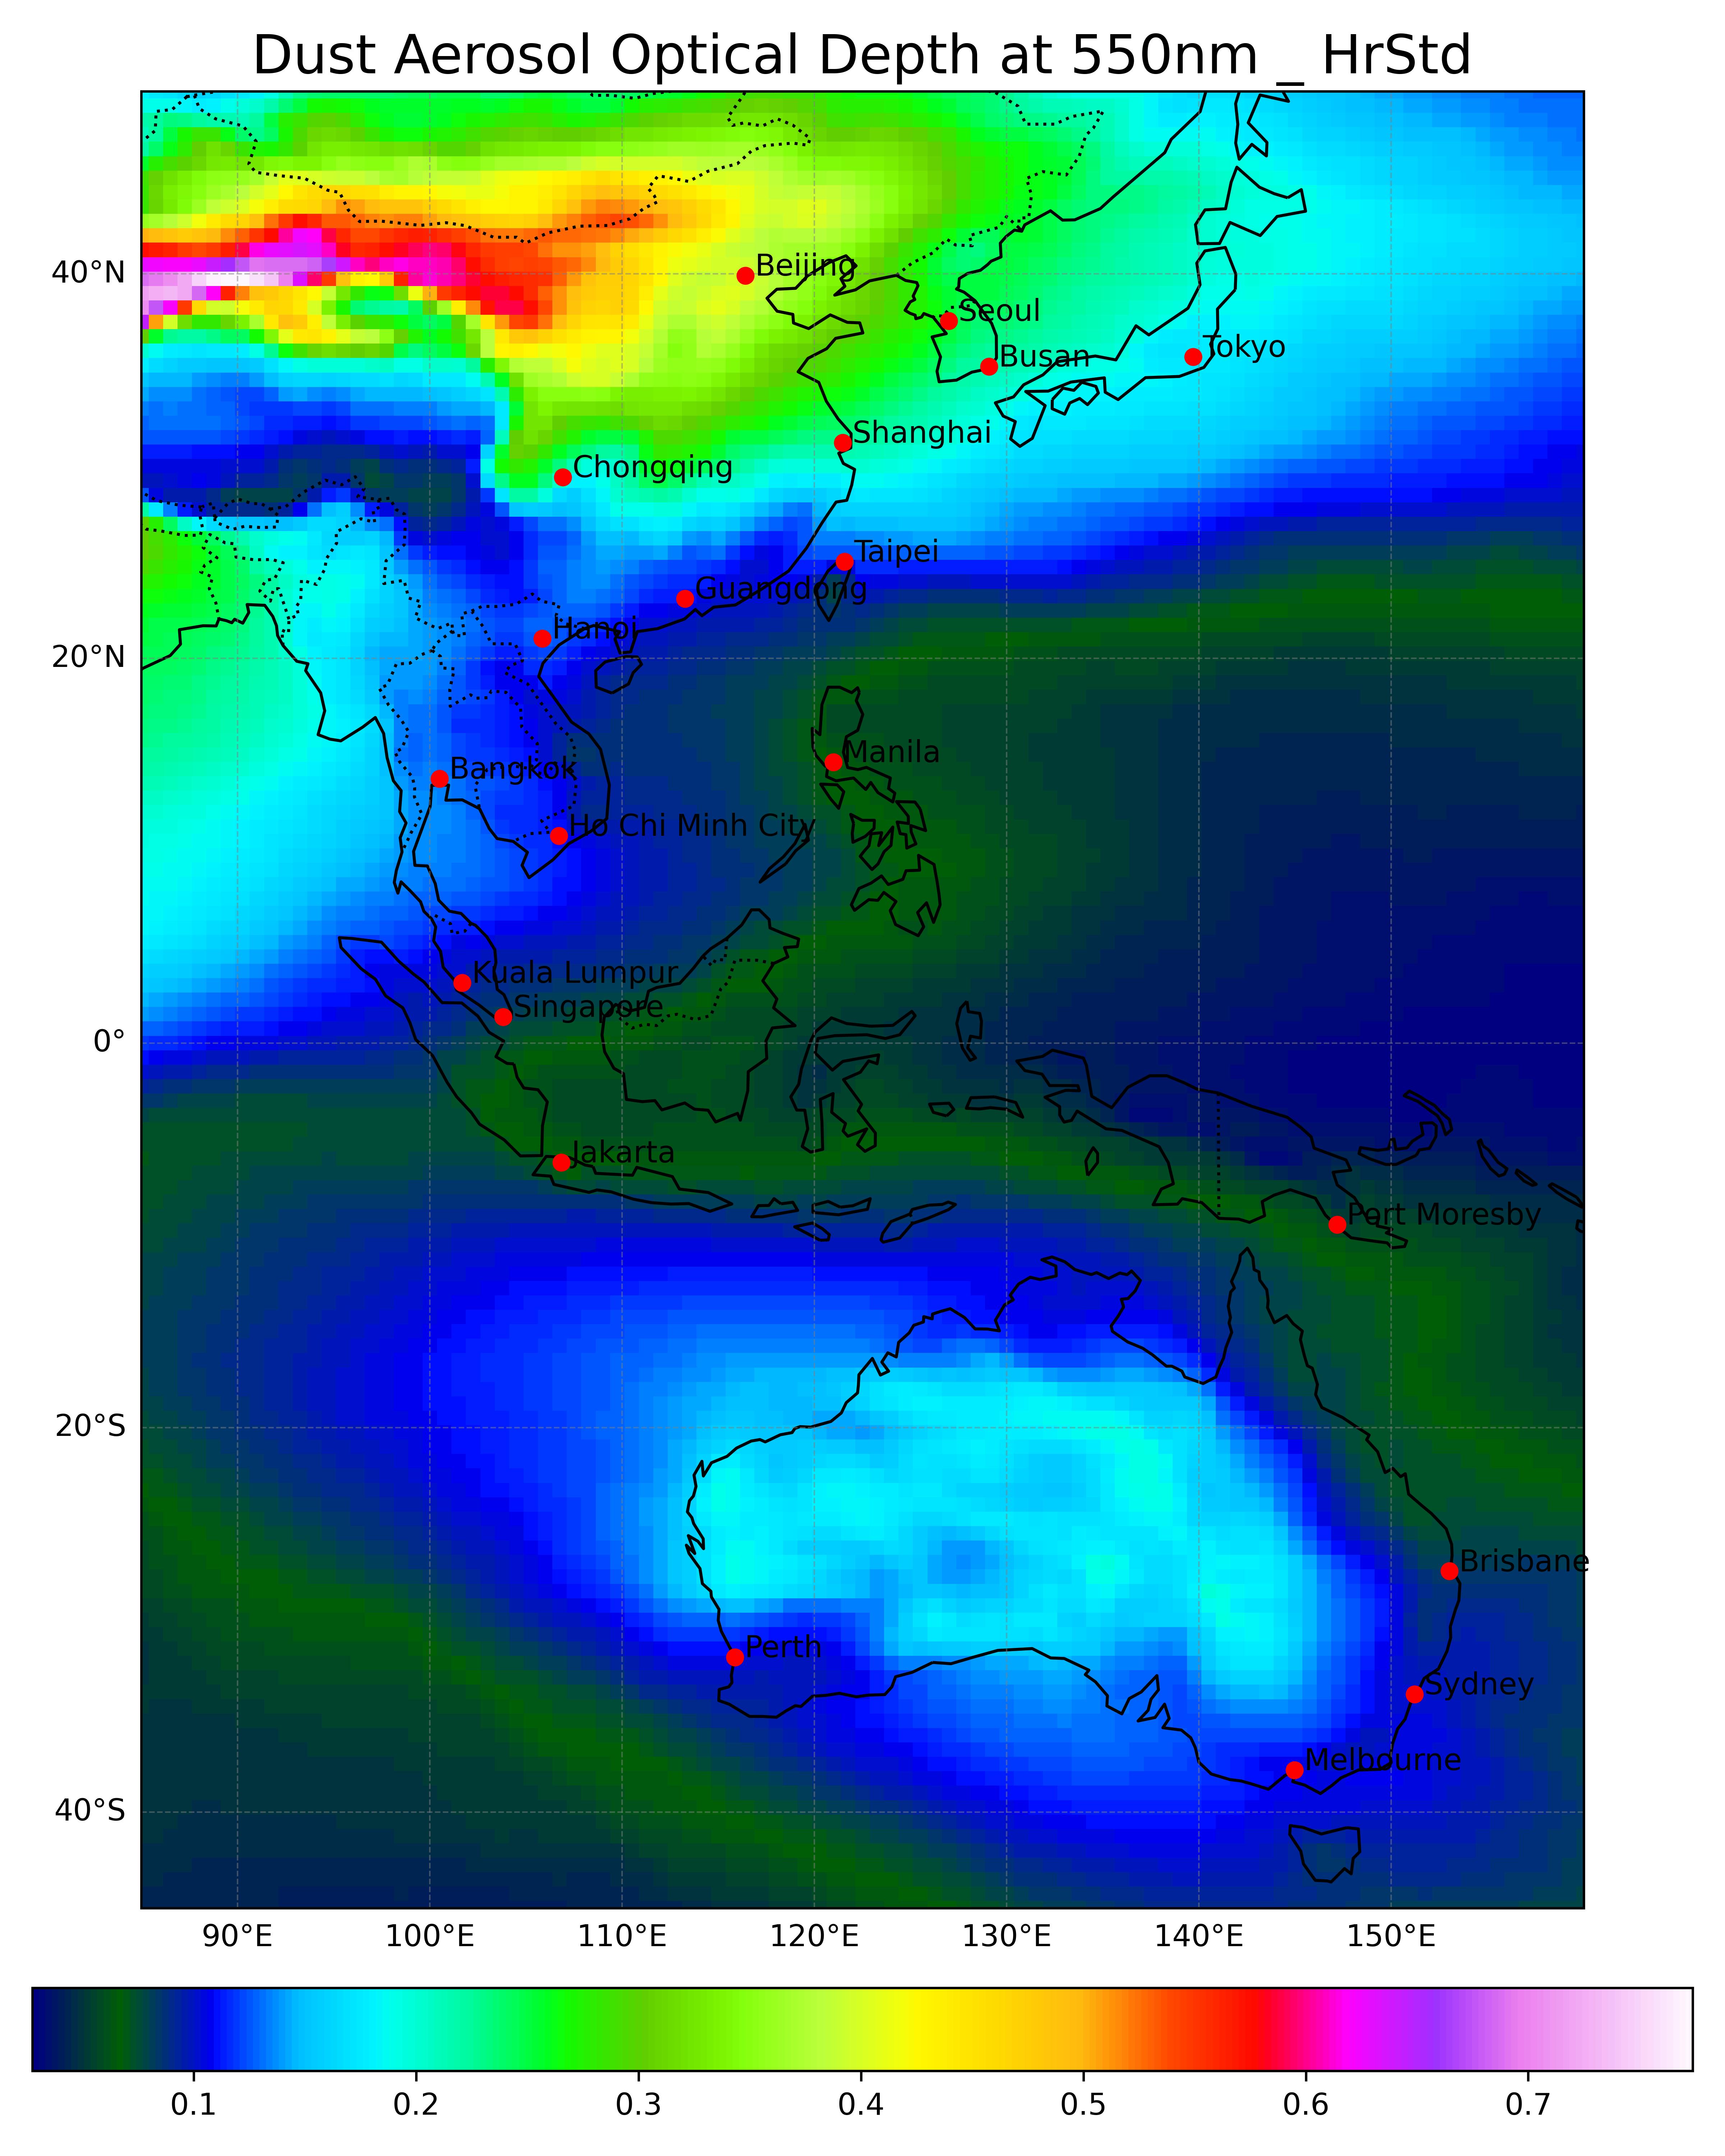 Dust Aerosol Optical Depth at 550nm _ HrStd
40°N
Beijing
Seoul
Busan
Tokyo
Shanghai
Chongqing
Taipei
Guangdong
Hanoi
20°N
Manila
Bangkok
Ho Chi Minh City
Kuala Lumpur
Singapore
0°
Jakarta
Port Moresby
20°S
Brisbane
Perth
Sydney
Melbourne
40°S
90°E 100°E 110°E 120°E 130°E 140°E 150°E
0.1 0.2 0.3 0.4 0.5 0.6 0.7